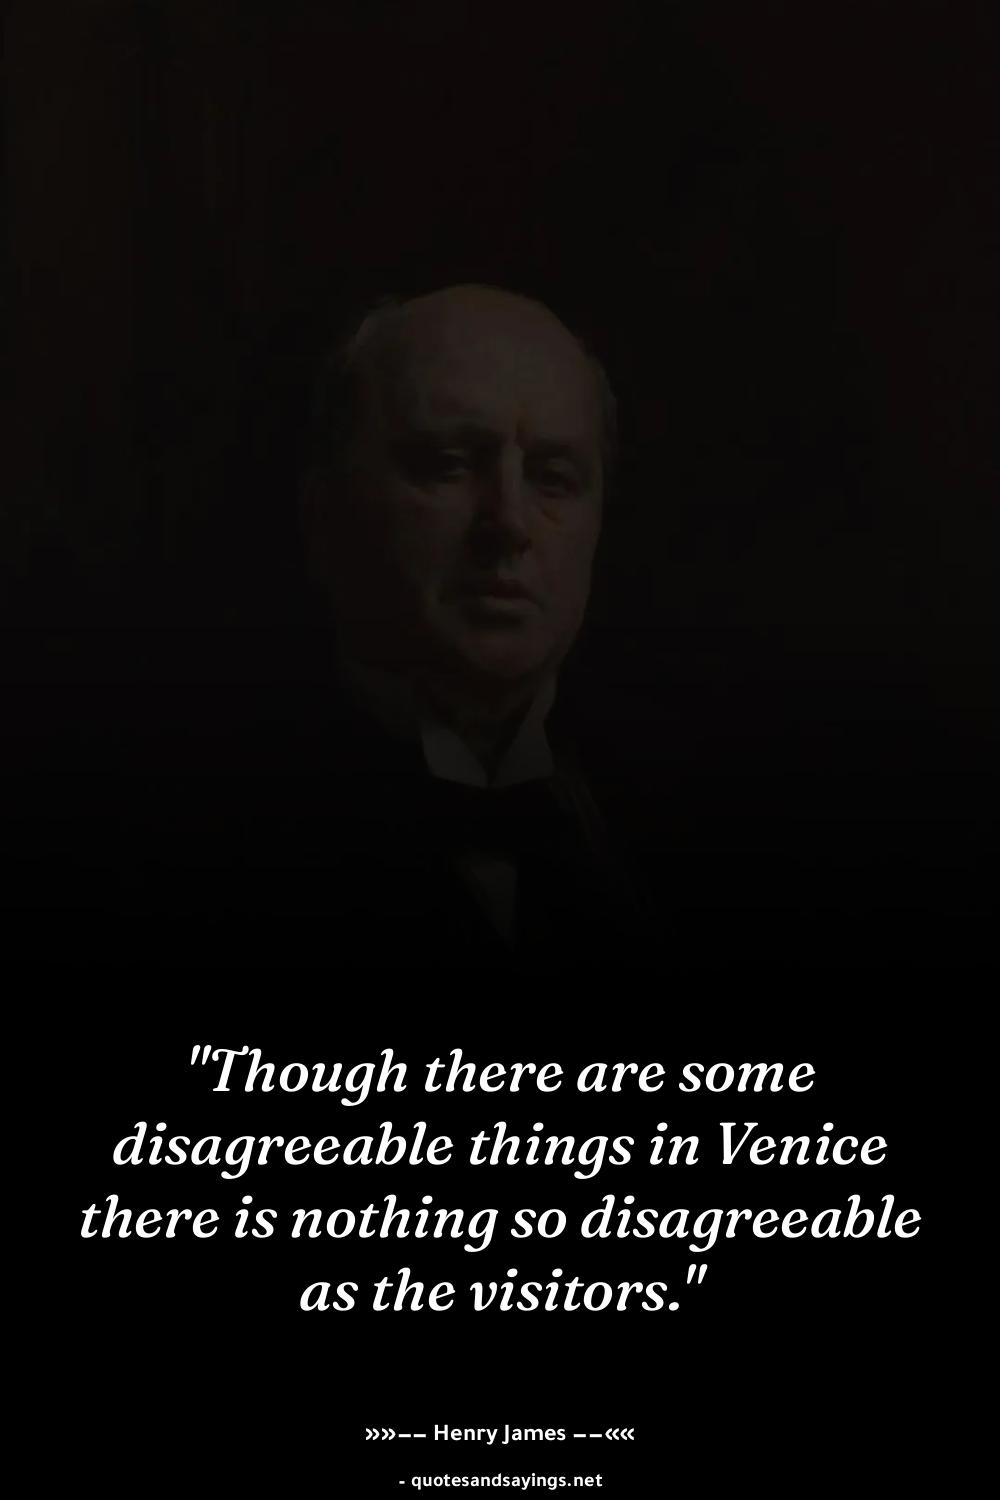 "Though there are some
disagreeable things in Venice
there is nothing so disagreeable
as the visitors."
»»−− Henry James −−««
- quotesandsayings.net